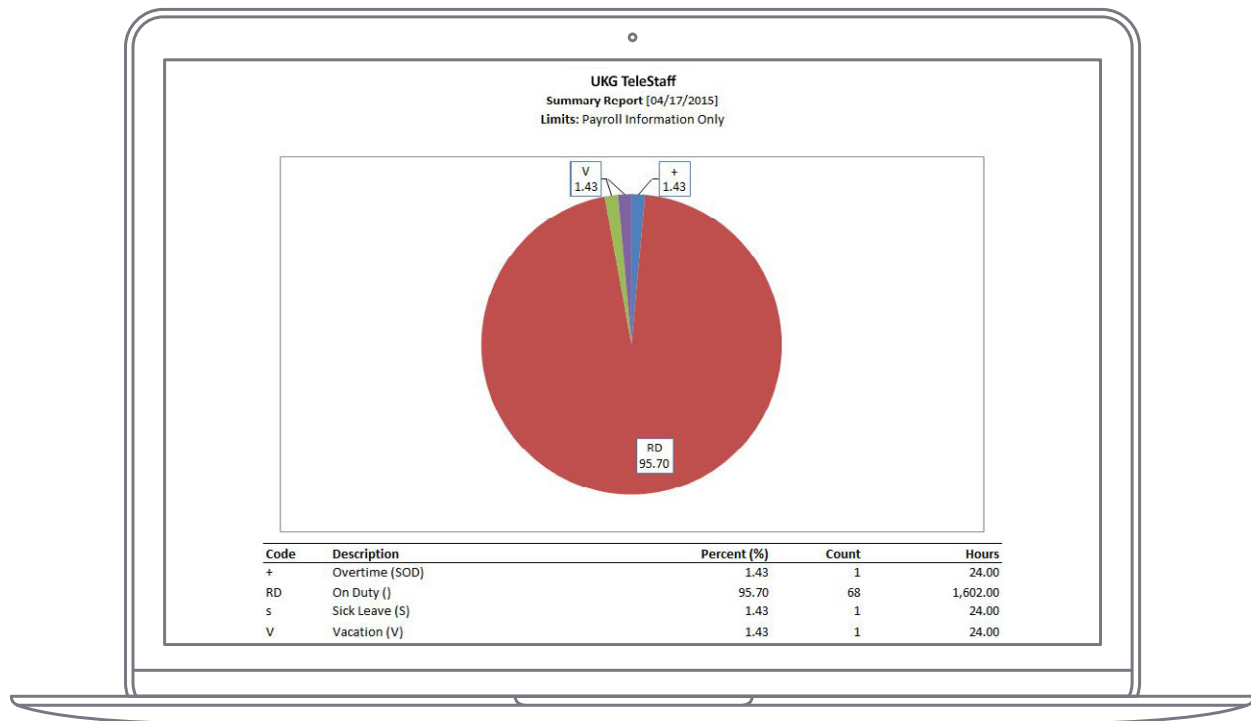 UKG TeleStaff
Summary Report [04/17/2015]
Limits: Payroll Information Only
V
1.43
+
1.43
RD
95.70
Code Description Percent (%) Count Hours
+ Overtime (SOD) 1.43 1 24.00
RD On Duty () 95.70 68 1,602.00
s Sick Leave (S) 1.43 1 24.00
V Vacation (V) 1.43 1 24.00